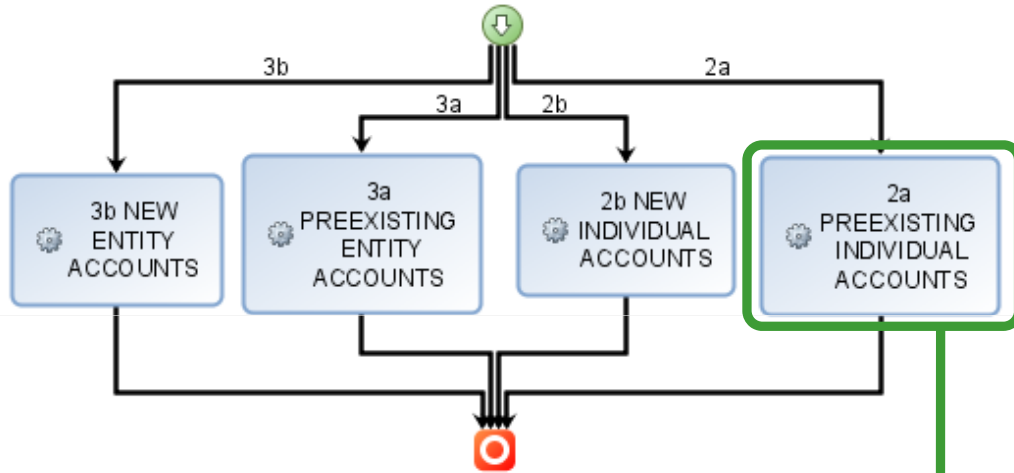 3b
2a
3a
2b
3b NEW
ENTITY
ACCOUNTS
3a
PREEXISTING
ENTITY
ACCOUNTS
2b NEW
INDIVIDUAL
ACCOUNTS
2a
PREEXISTING
INDIVIDUAL
ACCOUNTS